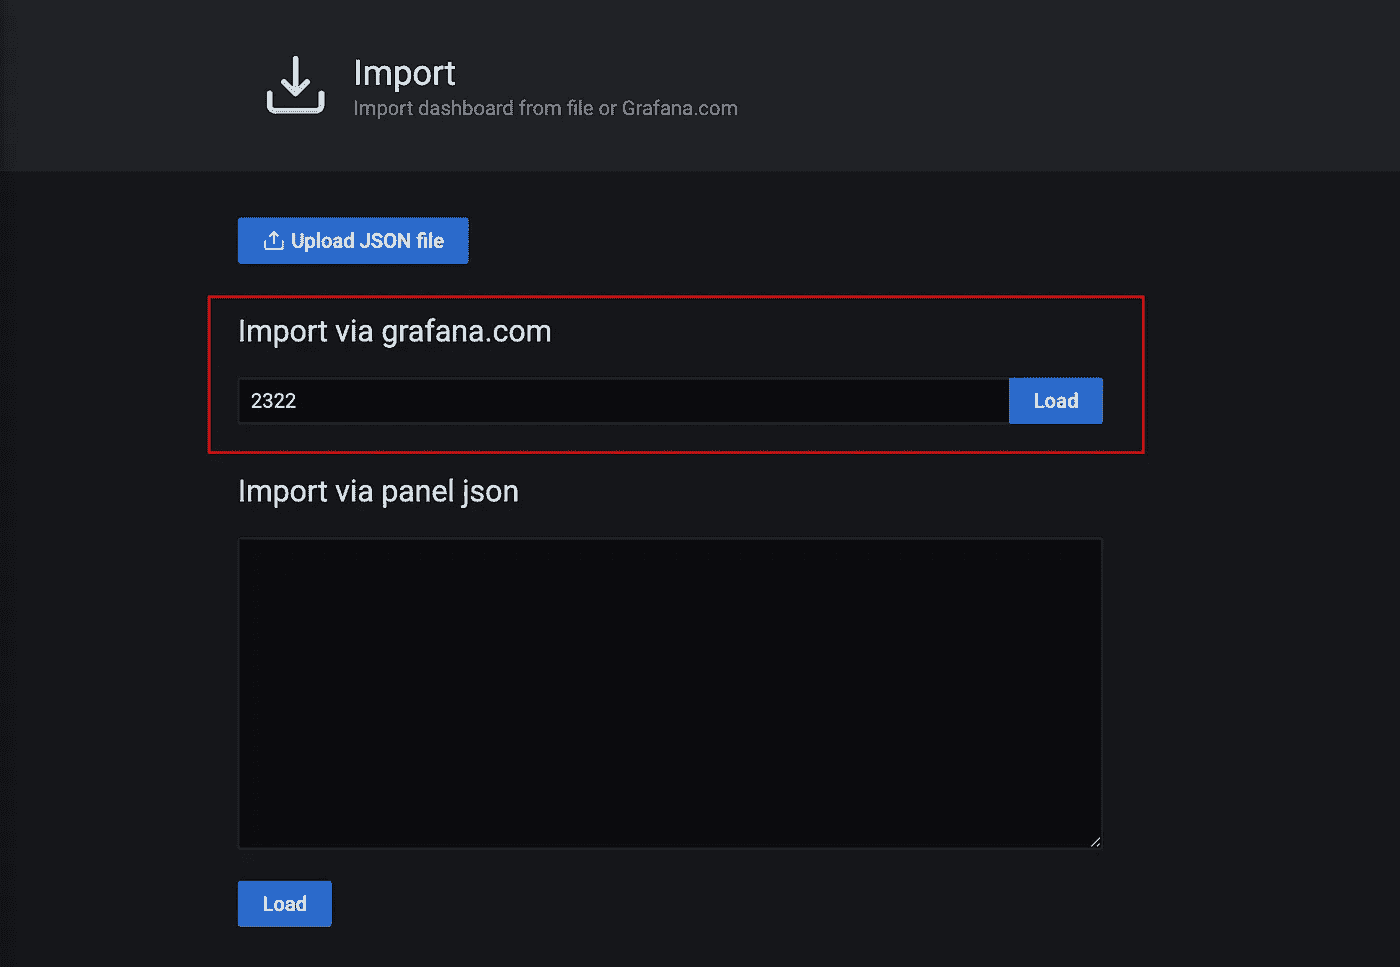 Import
Import dashboard from file or Grafana.com
Upload JSON file
Import via grafana.com
2322
Load
Import via panel json
Load